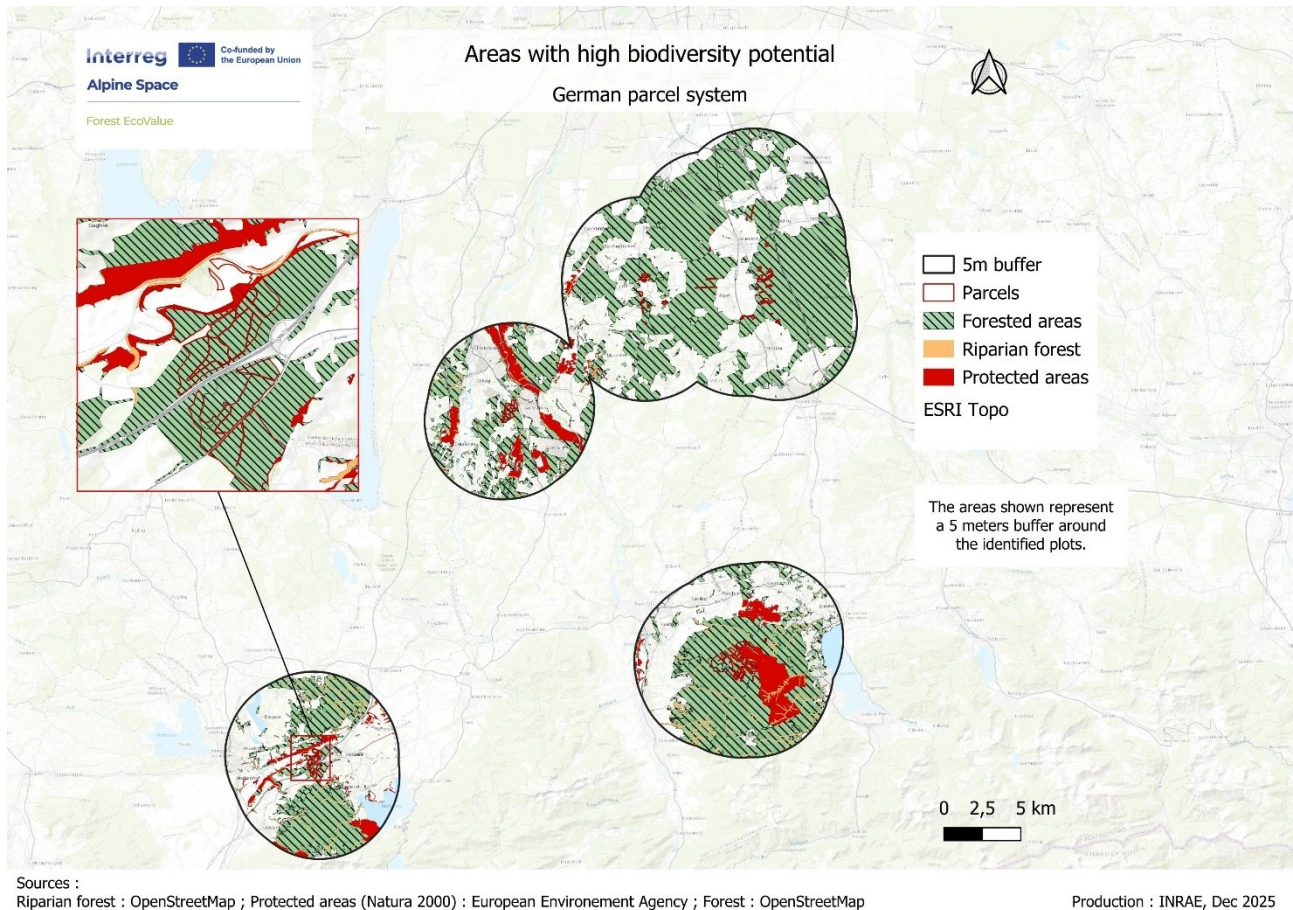 Interreg
Co-funded by
the European Union
Alpine Space
Forest EcoValue
Areas with high biodiversity potential
German parcel system
5m buffer
Parcels
Forested areas
Riparian forest
Protected areas
ESRI Topo
The areas shown represent
a 5 meters buffer around
the identified plots.
0 2,5 5 km
Sources :
Riparian forest : OpenStreetMap ; Protected areas (Natura 2000) : European Environement Agency ; Forest : OpenStreetMap
Production : INRAE, Dec 2025